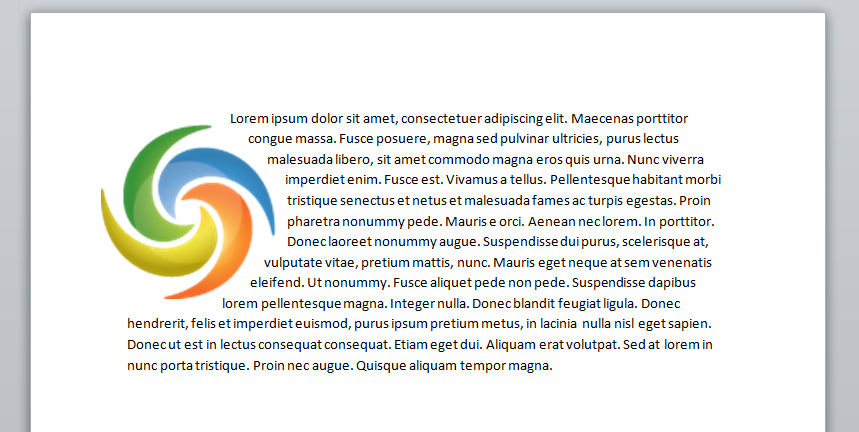 Lorem ipsum dolor sit amet, consectetuer adipiscing elit. Maecenas porttitor
congue massa. Fusce posuere, magna sed pulvinar ultricies, purus lectus
malesuada libero, sit amet commodo magna eros quis urna. Nunc viverra
imperdiet enim. Fusce est. Vivamus a tellus. Pellentesque habitant morbi
tristique senectus et netus et malesuada fames ac turpis egestas. Proin
pharetra nonummy pede. Mauris e orci. Aenean nec lorem. In porttitor.
Donec laoreet nonummy augue. Suspendisse dui purus, scelerisque at,
vulputate vitae, pretium mattis, nunc. Mauris eget neque at sem venenatis
eleifend. Ut nonummy. Fusce aliquet pede non pede. Suspendisse dapibus
lorem pellentesque magna. Integer nulla. Donec blandit feugiat ligula. Donec
hendrerit, felis et imperdiet euismod, purus ipsum pretium metus, in lacinia nulla nisl eget sapien.
Donec ut est in lectus consequat consequat. Etiam eget dui. Aliquam erat volutpat. Sed at lorem in
nunc porta tristique. Proin nec augue. Quisque aliquam tempor magna.